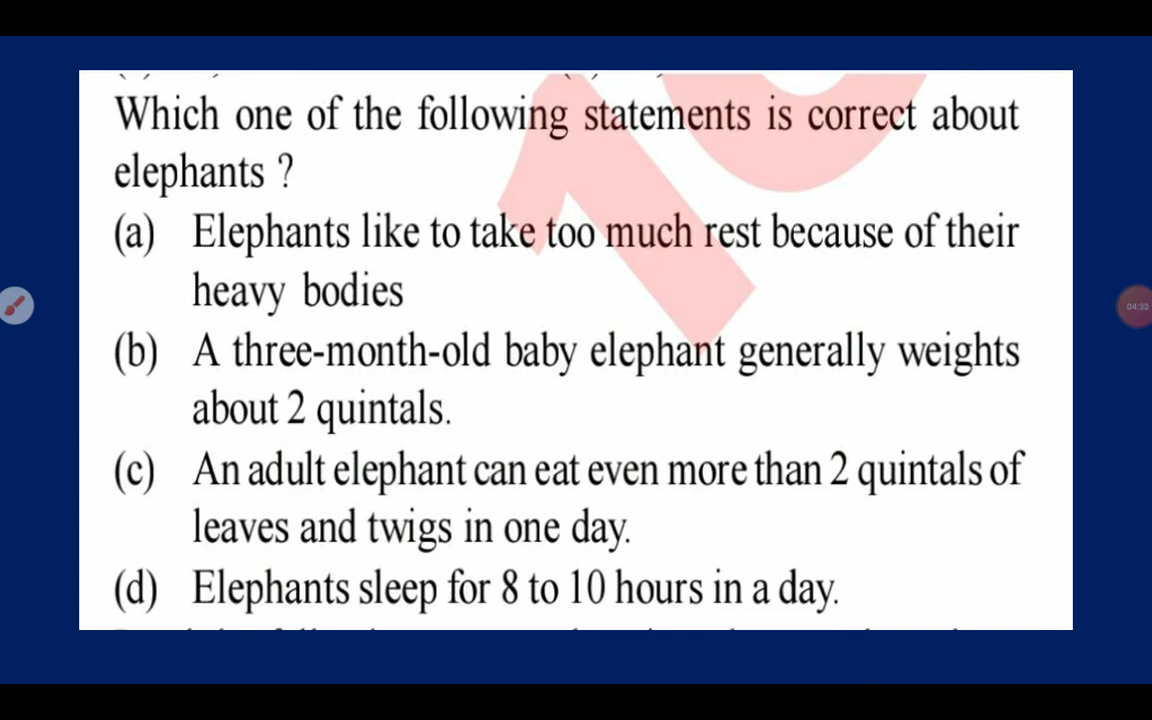 Which one of the following statements is correct about
elephants ?
(a) Elephants like to take too much rest because of their
heavy bodies
(b) A three-month-old baby elephant generally weights
about 2 quintals.
(c) An adult elephant can eat even more than 2 quintals of
leaves and twigs in one day.
(d) Elephants sleep for 8 to 10 hours in a day.
04:32